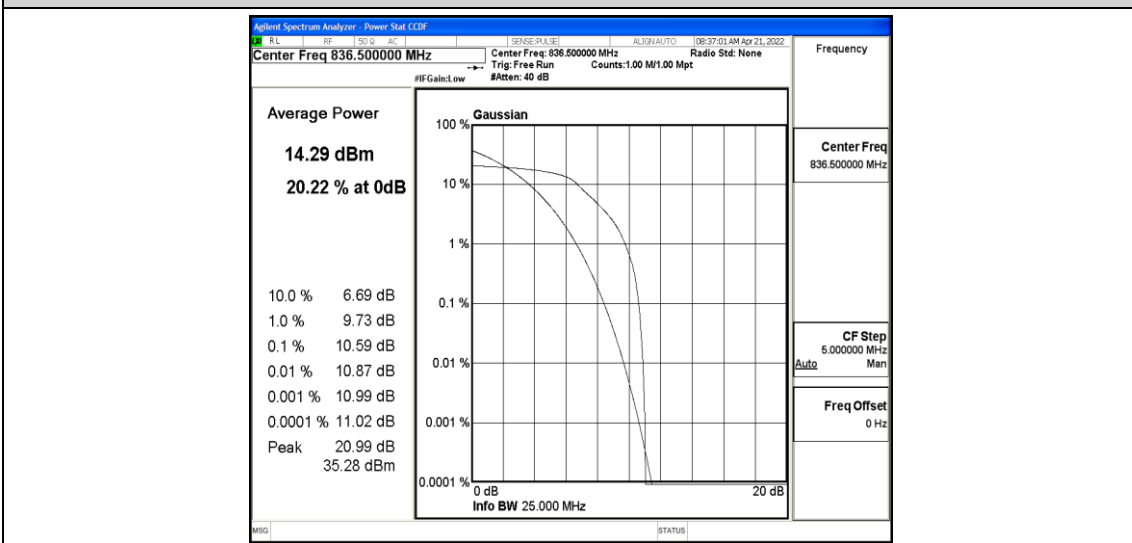 Agilent Spectrum Analyzer - Power Stat CCDF
RL RF 50 Ω AC SENSE:PULSE ALIGN AUTO 08:37:01 AM Apr 21, 2022
Center Freq 836.500000 MHz
Center Freq: 836.500000 MHz Radio Std: None
Trig: Free Run Counts:1.00 M/1.00 Mpt
#IFGain:Low #Atten: 40 dB
Frequency
Average Power
14.29 dBm
20.22 % at 0dB
10.0 % 6.69 dB
1.0 % 9.73 dB
0.1 % 10.59 dB
0.01 % 10.87 dB
0.001 % 10.99 dB
0.0001 % 11.02 dB
Peak 20.99 dB
35.28 dBm
Gaussian
100 %
10 %
1 %
0.1 %
0.01 %
0.001 %
0.0001 %
0 dB 20 dB
Info BW 25.000 MHz
Center Freq
836.500000 MHz
CF Step
5.000000 MHz
Auto Man
Freq Offset
0 Hz
MSG STATUS